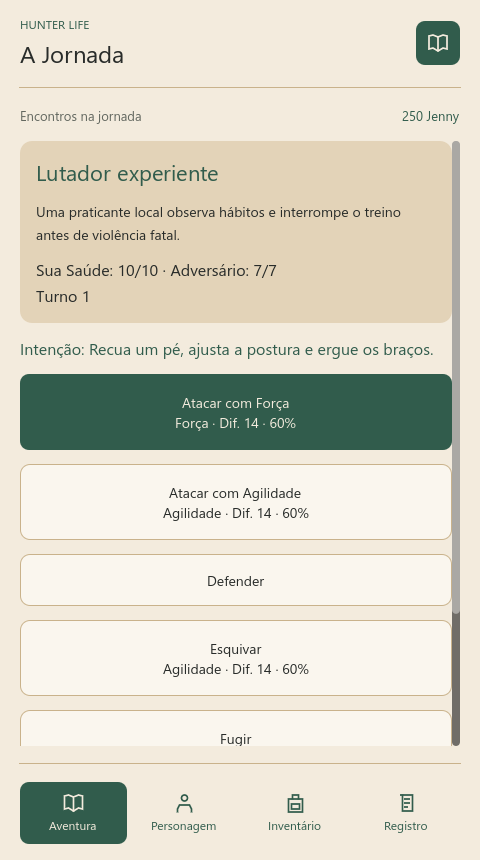 HUNTER LIFE
A Jornada
Encontros na jornada
250 Jenny
Lutador experiente
Uma praticante local observa hábitos e interrompe o treino
antes de violência fatal.
Sua Saúde: 10/10 · Adversário: 7/7
Turno 1
Intenção: Recua um pé, ajusta a postura e ergue os braços.
Atacar com Força
Força · Dif. 14 · 60%
Atacar com Agilidade
Agilidade · Dif. 14 · 60%
Defender
Esquivar
Agilidade · Dif. 14 · 60%
Fugir
Aventura
Personagem
Inventário
Registro